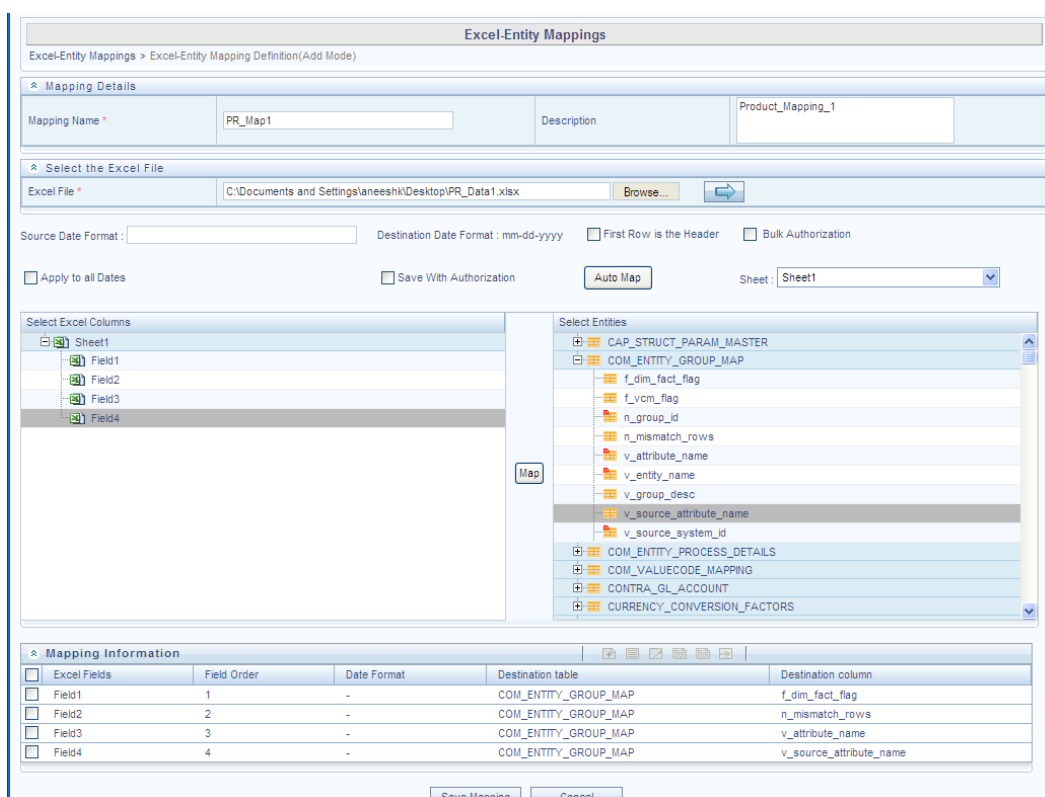 Excel-Entity Mappings
Excel-Entity Mappings > Excel-Entity Mapping Definition(Add Mode)
Mapping Details
Mapping Name * PR_Map1 Description Product_Mapping_1
Select the Excel File
Excel File * C:\Documents and Settings\aneeshk\Desktop\PR_Data1.xlsx Browse...
Source Date Format : Destination Date Format : mm-dd-yyyy First Row is the Header Bulk Authorization
Apply to all Dates Save With Authorization Auto Map Sheet : Sheet1
Select Excel Columns
Sheet1
Field1
Field2
Field3
Field4
Map
Select Entities
CAP_STRUCT_PARAM_MASTER
COM_ENTITY_GROUP_MAP
f_dim_fact_flag
f_vcm_flag
n_group_id
n_mismatch_rows
v_attribute_name
v_entity_name
v_group_desc
v_source_attribute_name
v_source_system_id
COM_ENTITY_PROCESS_DETAILS
COM_VALUECODE_MAPPING
CONTRA_GL_ACCOUNT
CURRENCY_CONVERSION_FACTORS
Mapping Information
Excel Fields Field Order Date Format Destination table Destination column
Field1 1 - COM_ENTITY_GROUP_MAP f_dim_fact_flag
Field2 2 - COM_ENTITY_GROUP_MAP n_mismatch_rows
Field3 3 - COM_ENTITY_GROUP_MAP v_attribute_name
Field4 4 - COM_ENTITY_GROUP_MAP v_source_attribute_name
Save Mapping Cancel